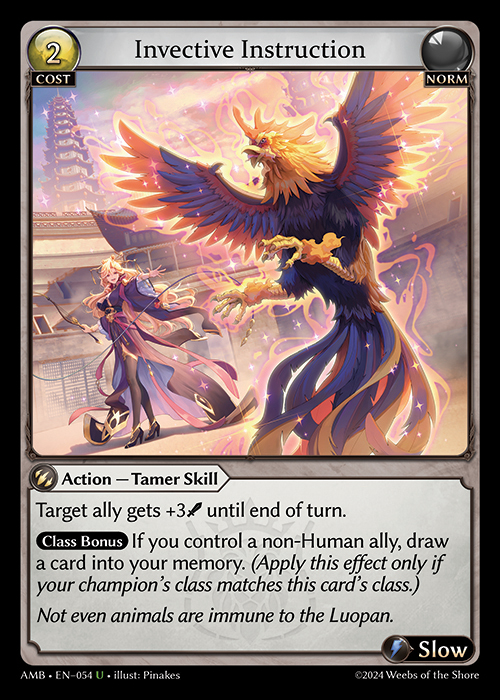 2
Invective Instruction
COST
NORM
Action — Tamer Skill
Target ally gets +3 until end of turn.
Class Bonus If you control a non-Human ally, draw
a card into your memory. (Apply this effect only if
your champion's class matches this card's class.)
Not even animals are immune to the Luopan.
Slow
AMB • EN–054 U • illust: Pinakes
©2024 Weebs of the Shore